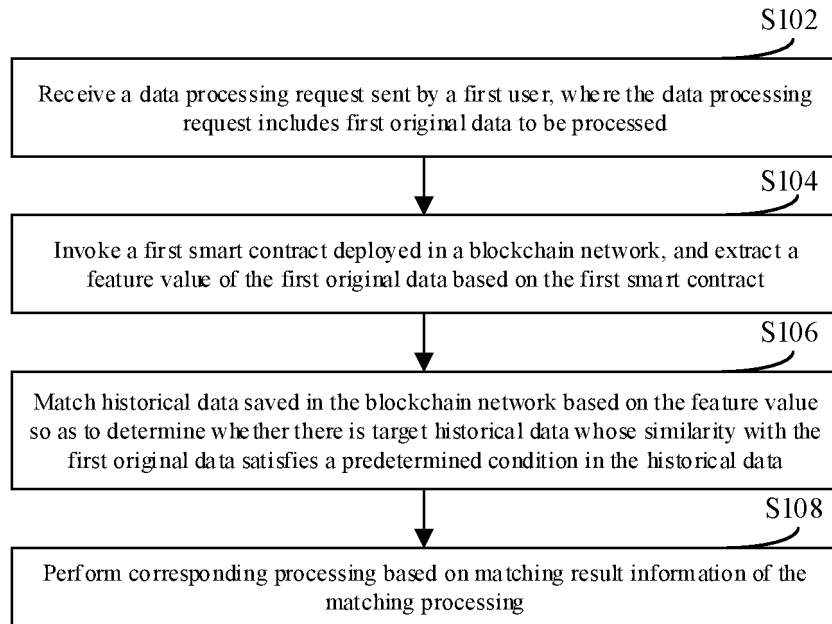 S102
Receive a data processing request sent by a first user, where the data processing
request includes first original data to be processed
S104
Invoke a first smart contract deployed in a blockchain network, and extract a
feature value of the first original data based on the first smart contract
S106
Match historical data saved in the blockchain network based on the feature value
so as to determine whether there is target historical data whose similarity with the
first original data satisfies a predetermined condition in the historical data
S108
Perform corresponding processing based on matching result information of the
matching processing